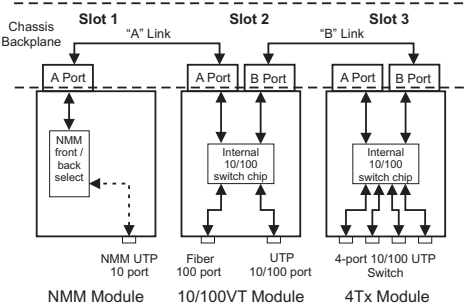 Slot 1 Slot 2 Slot 3
Chassis
Backplane
"A" Link "B" Link
A Port A Port B Port A Port B Port
NMM
front /
back
select
Internal
10/100
switch chip
Internal
10/100
switch chip
NMM UTP
10 port
Fiber
100 port
UTP
10/100 port
4-port 10/100 UTP
Switch
NMM Module 10/100VT Module 4Tx Module